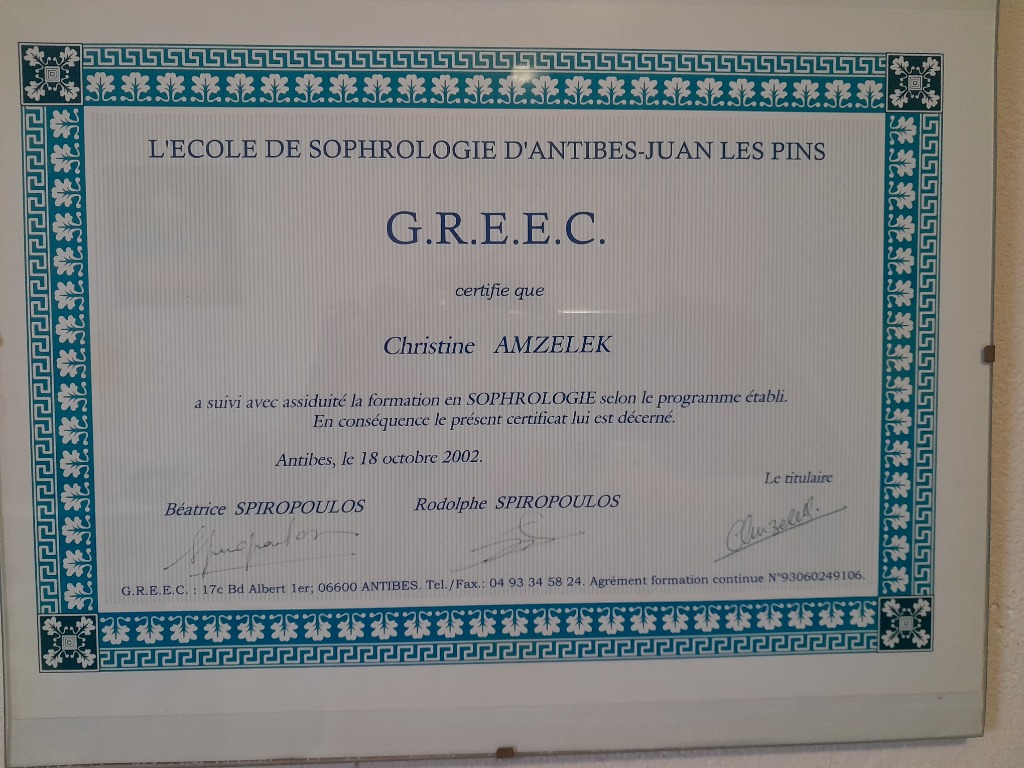 L'ECOLE DE SOPHROLOGIE D'ANTIBES-JUAN LES PINS
G.R.E.E.C.
certifie que
Christine AMZELEK
a suivi avec assiduité la formation en SOPHROLOGIE selon le programme établi.
En conséquence le présent certificat lui est décerné.
Antibes, le 18 octobre 2002.
Le titulaire
Béatrice SPIROPOULOS Rodolphe SPIROPOULOS
Spiropoulos
CAmzelek.
G.R.E.E.C. : 17c Bd Albert 1er; 06600 ANTIBES. Tel./Fax.: 04 93 34 58 24. Agrément formation continue N°93060249106.